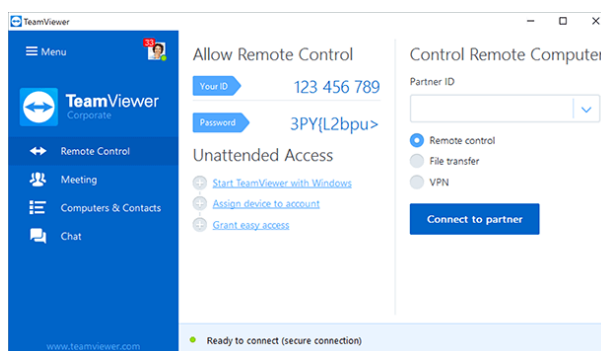 TeamViewer
Menu
33
TeamViewer
Corporate
Remote Control
Meeting
Computers & Contacts
Chat
www.teamviewer.com
Allow Remote Control
Your ID 123 456 789
Password 3PY{L2bpu>
Unattended Access
Start TeamViewer with Windows
Assign device to account
Grant easy access
Control Remote Computer
Partner ID
Remote control
File transfer
VPN
Connect to partner
Ready to connect (secure connection)